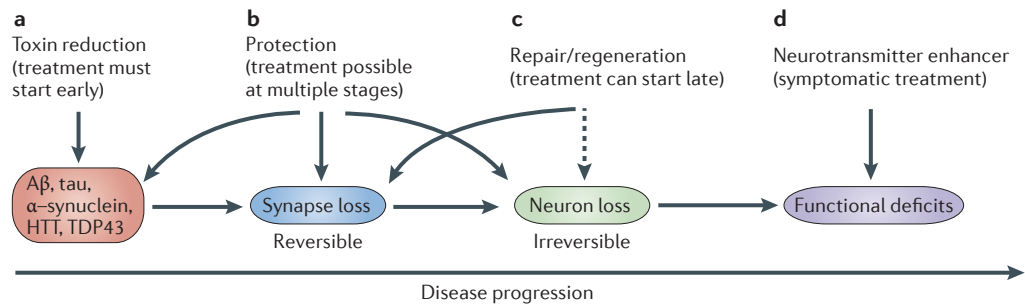 a
Toxin reduction
(treatment must
start early)
b
Protection
(treatment possible
at multiple stages)
c
Repair/regeneration
(treatment can start late)
d
Neurotransmitter enhancer
(symptomatic treatment)
Aβ, tau,
α–synuclein,
HTT, TDP43
Synapse loss
Reversible
Neuron loss
Irreversible
Functional deficits
Disease progression